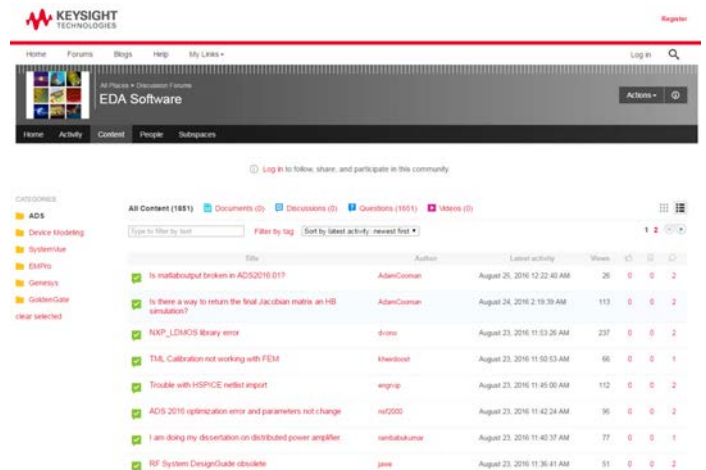 KEYSIGHT
TECHNOLOGIES
Register
Home Forums Blogs Help My Links
Log in
All Places > Discussion Forums
EDA Software
Actions
Home Activity Content People Subspaces
Log in to follow, share, and participate in this community.
CATEGORIES
ADS
Device Modeling
SystemVue
EMPro
Genesys
GoldenGate
clear selected
All Content (1651) Documents (0) Discussions (0) Questions (1651) Videos (0)
Type to filter by text Filter by tag Sort by latest activity: newest first
1 2
Title Author Latest activity Views
Is matlaboutput broken in ADS2016.01? AdamCooman August 25, 2016 12:22:40 AM 26 0 0 2
Is there a way to return the final Jacobian matrix an HB simulation? AdamCooman August 24, 2016 2:19:39 AM 113 0 0 2
NXP_LDMOS library error dvono August 23, 2016 11:53:26 AM 237 0 0 2
TML Calibration not working with FEM kheirdoost August 23, 2016 11:50:53 AM 66 0 0 1
Trouble with HSPICE netlist import engrvip August 23, 2016 11:45:00 AM 112 0 0 2
ADS 2016 optimization error and parameters not change nsf2000 August 23, 2016 11:42:24 AM 96 0 0 2
I am doing my dissertation on distributed power amplifier rambabukumar August 23, 2016 11:40:37 AM 77 0 0 1
RF System DesignGuide obsolete August 23, 2016 11:36:41 AM 51 0 2